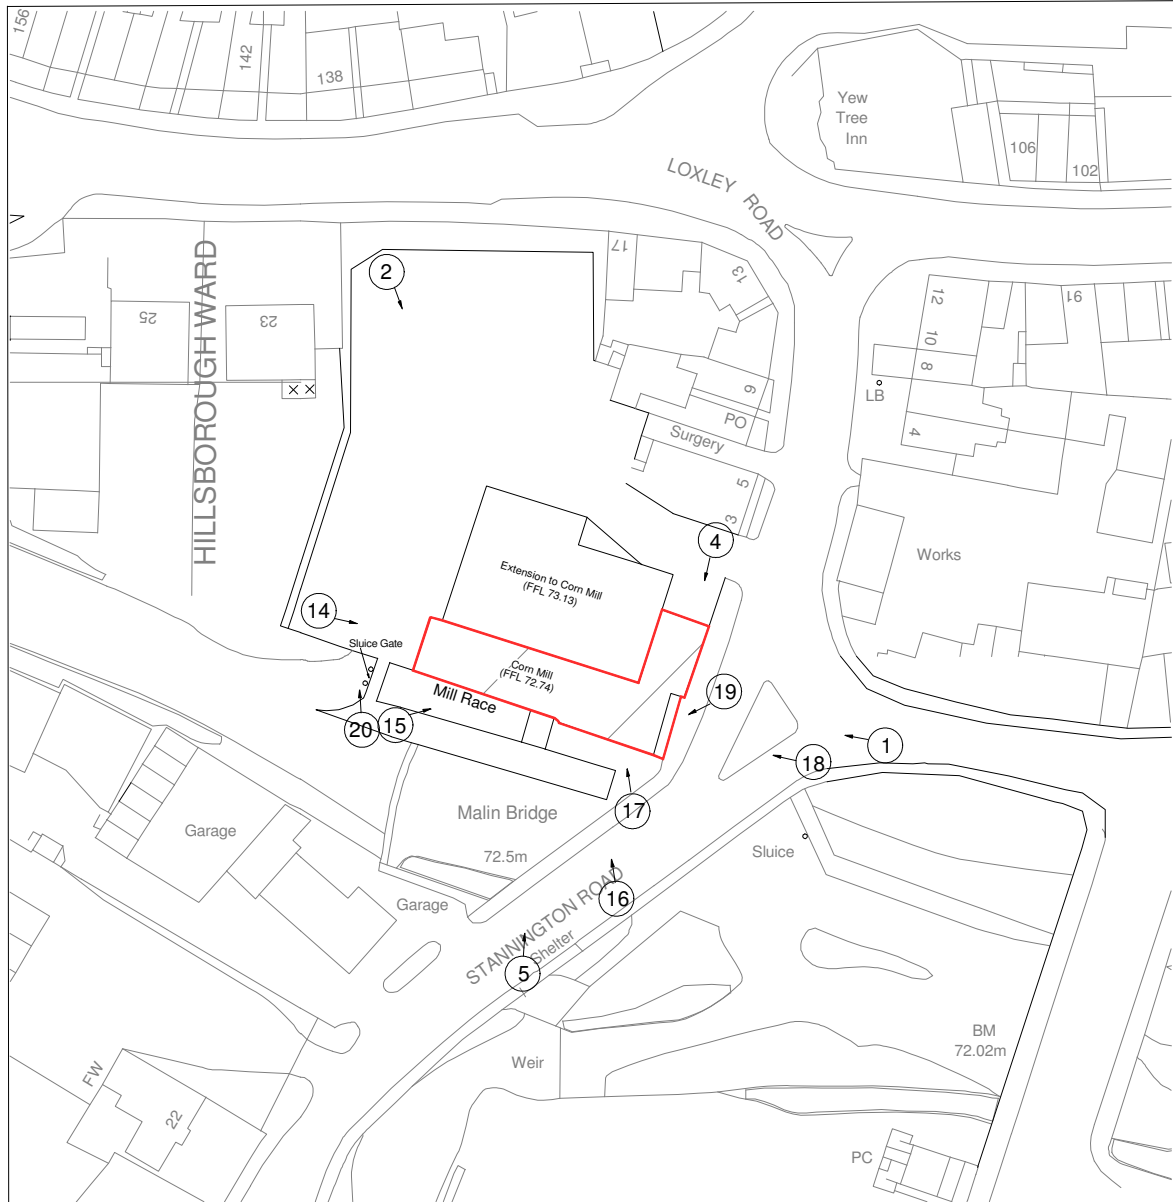 156
142
138
Yew
Tree
Inn
106
102
LOXLEY ROAD
HILLSBOROUGH WARD
2
17
13
25
23
12
10
8
91
LB
4
6
PO
Surgery
5
3
4
Works
Extension to Corn Mill
(FFL 73.13)
14
Sluice Gate
Corn Mill
(FFL 72.74)
Mill Race
19
20
15
1
18
17
Malin Bridge
72.5m
Garage
Sluice
Garage
16
STANNINGTON ROAD
Shelter
5
BM
72.02m
Weir
FW
22
PC